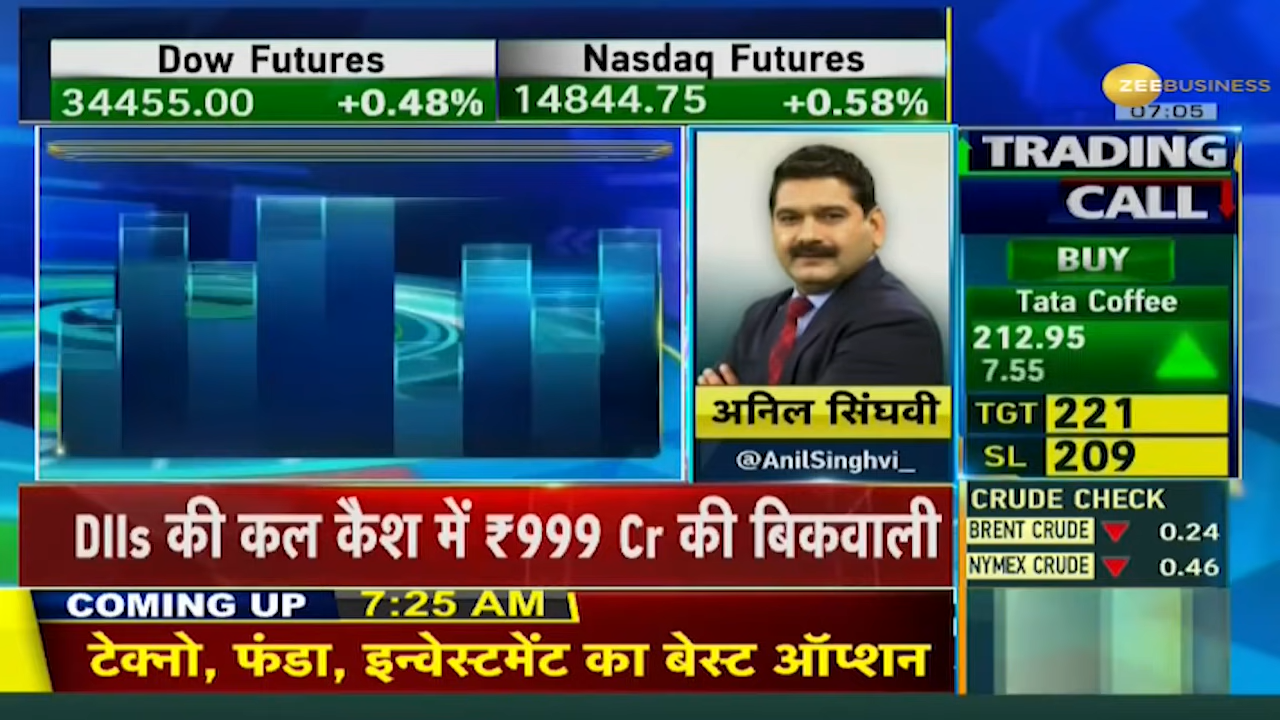 Dow Futures
Nasdaq Futures
34455.00 +0.48%
14844.75 +0.58%
ZEEBUSINESS
07:05
अनिल सिंघवी
@AnilSinghvi_
TRADING
CALL
BUY
Tata Coffee
212.95
7.55
TGT 221
SL 209
CRUDE CHECK
BRENT CRUDE 0.24
NYMEX CRUDE 0.46
DIIs की कल कैश में ₹999 Cr की बिकवाली
COMING UP 7:25 AM
टेक्नो, फंडा, इन्वेस्टमेंट का बेस्ट ऑप्शन